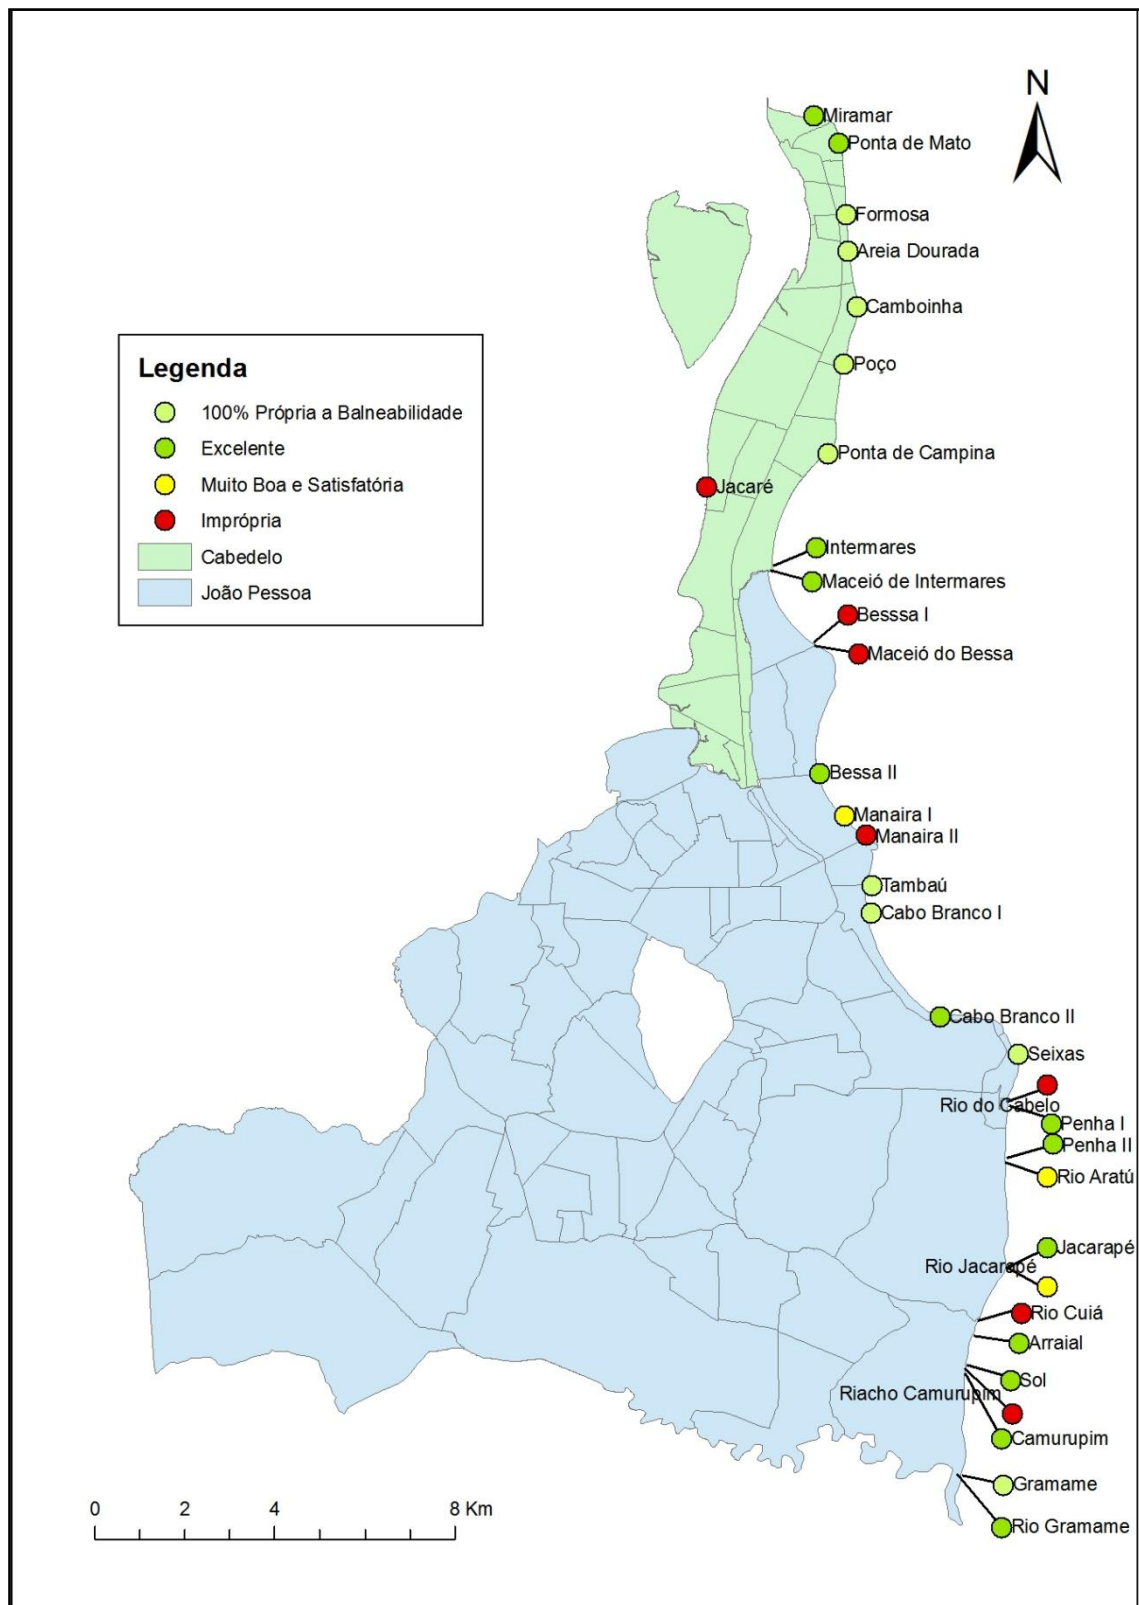 N
Miramar
Ponta de Mato
Formosa
Areia Dourada
Camboinha
Poço
Ponta de Campina
Jacaré
Intermares
Maceió de Intermares
Besssa I
Maceió do Bessa
Bessa II
Manaira I
Manaira II
Tambaú
Cabo Branco I
Cabo Branco II
Seixas
Rio do Cabelo
Penha I
Penha II
Rio Aratú
Jacarapé
Rio Jacarapé
Rio Cuiá
Arraial
Sol
Riacho Camurupim
Camurupim
Gramame
Rio Gramame
Legenda
100% Própria a Balneabilidade
Excelente
Muito Boa e Satisfatória
Imprópria
Cabedelo
João Pessoa
0 2 4 8 Km